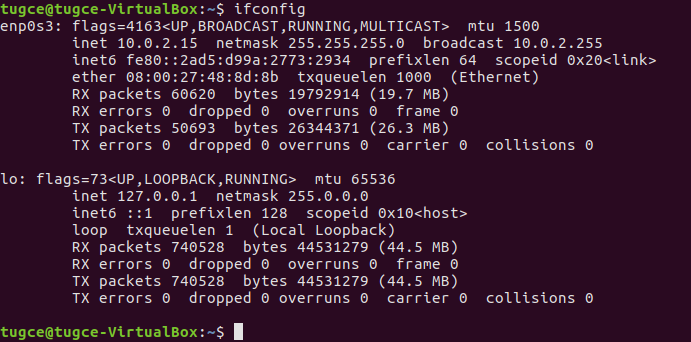 tugce@tugce-VirtualBox:~$ ifconfig
enp0s3: flags=4163<UP,BROADCAST,RUNNING,MULTICAST>  mtu 1500
        inet 10.0.2.15  netmask 255.255.255.0  broadcast 10.0.2.255
        inet6 fe80::2ad5:d99a:2773:2934  prefixlen 64  scopeid 0x20<link>
        ether 08:00:27:48:8d:8b  txqueuelen 1000  (Ethernet)
        RX packets 60620  bytes 19792914 (19.7 MB)
        RX errors 0  dropped 0  overruns 0  frame 0
        TX packets 50693  bytes 26344371 (26.3 MB)
        TX errors 0  dropped 0 overruns 0  carrier 0  collisions 0
lo: flags=73<UP,LOOPBACK,RUNNING>  mtu 65536
        inet 127.0.0.1  netmask 255.0.0.0
        inet6 ::1  prefixlen 128  scopeid 0x10<host>
        loop  txqueuelen 1  (Local Loopback)
        RX packets 740528  bytes 44531279 (44.5 MB)
        RX errors 0  dropped 0  overruns 0  frame 0
        TX packets 740528  bytes 44531279 (44.5 MB)
        TX errors 0  dropped 0 overruns 0  carrier 0  collisions 0
tugce@tugce-VirtualBox:~$